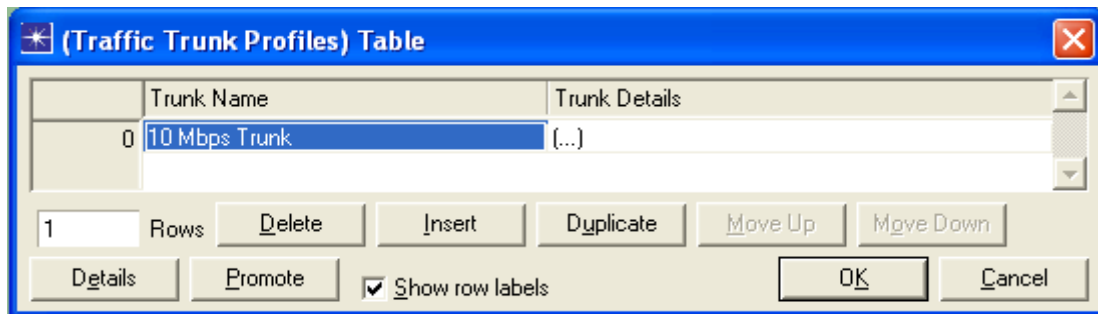 (Traffic Trunk Profiles) Table
Trunk Name Trunk Details
0 10 Mbps Trunk (...)
1 Rows Delete Insert Duplicate Move Up Move Down
Details Promote Show row labels OK Cancel